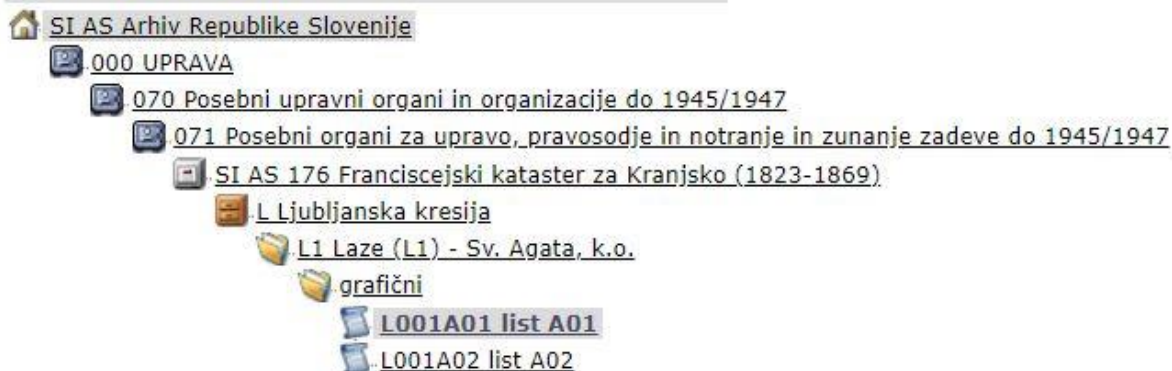 SI AS Arhiv Republike Slovenije
000 UPRAVA
070 Posebni upravni organi in organizacije do 1945/1947
071 Posebni organi za upravo, pravosodje in notranje in zunanje zadeve do 1945/1947
SI AS 176 Franciscejski kataster za Kranjsko (1823-1869)
L Ljubljanska kresija
L1 Laze (L1) - Sv. Agata, k.o.
grafični
L001A01 list A01
L001A02 list A02